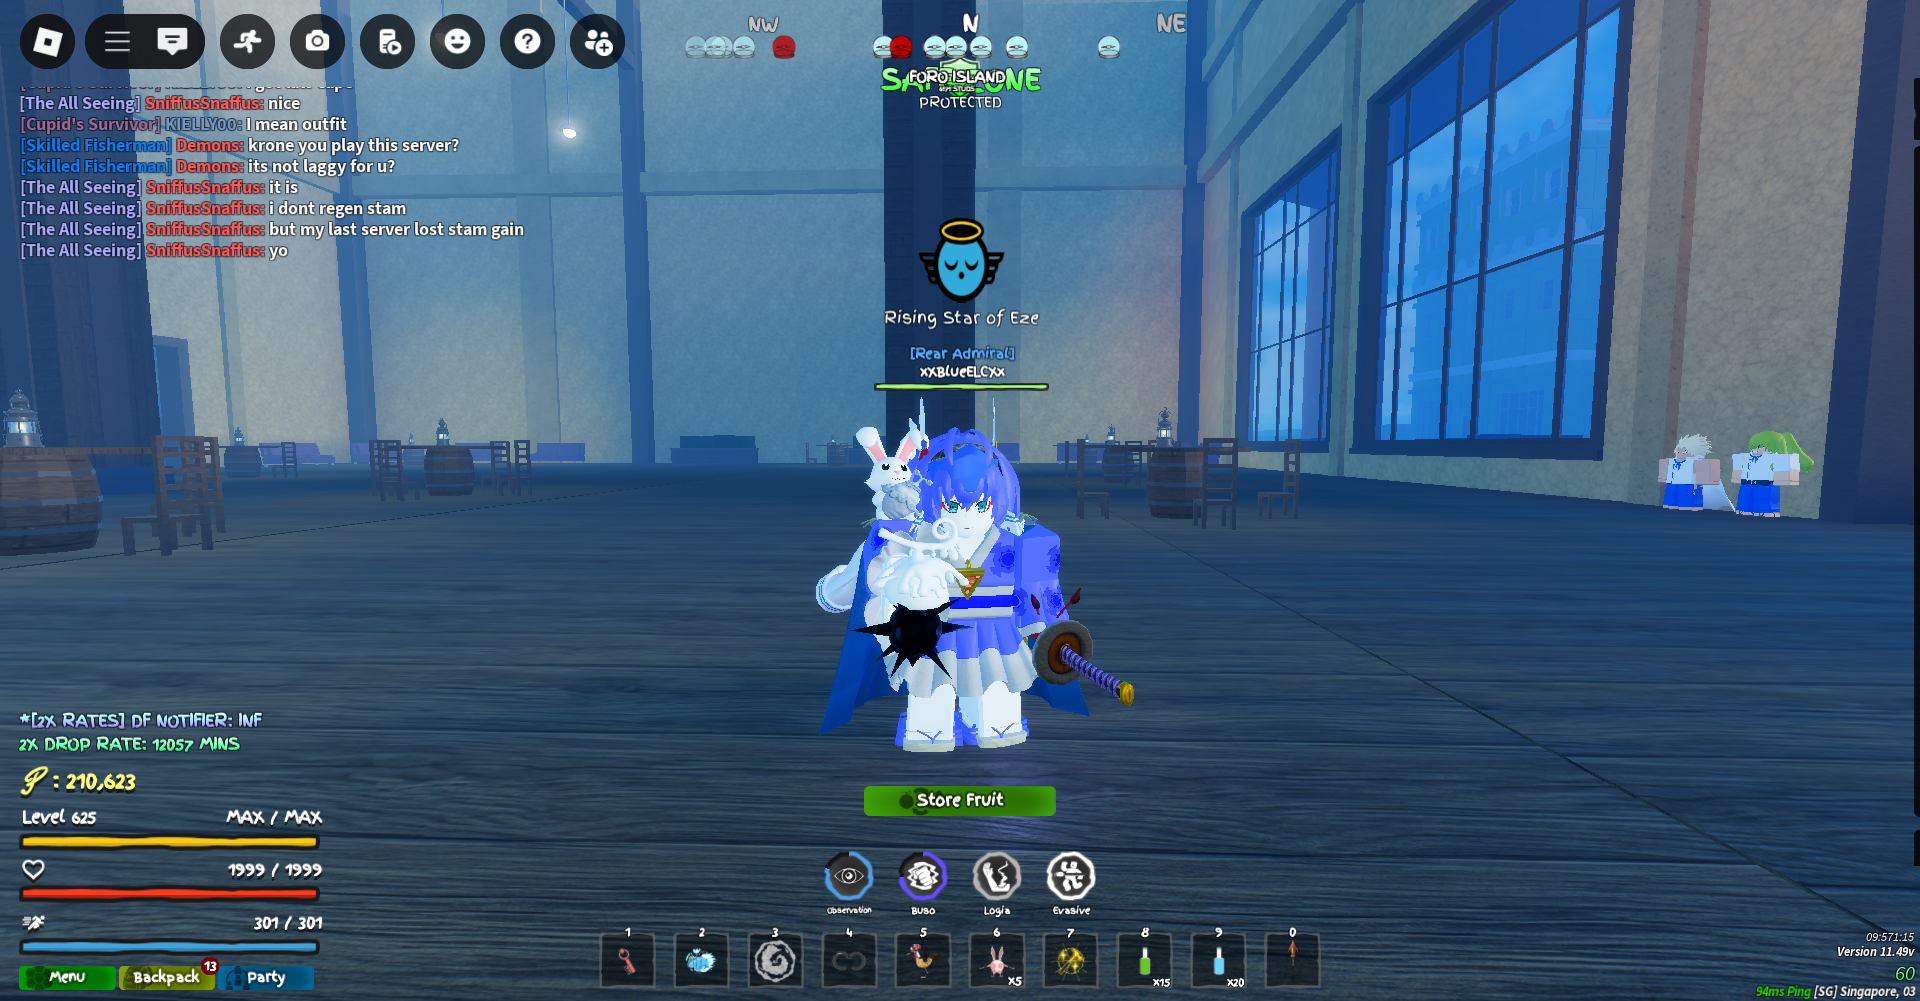 NW
N
NE
FORO ISLAND
SAFE ZONE
PROTECTED
[The All Seeing] SniffusSnaffus: nice
[Cupid's Survivor] KIELLY00: I mean outfit
[Skilled Fisherman] Demons: krone you play this server?
[Skilled Fisherman] Demons: its not laggy for u?
[The All Seeing] SniffusSnaffus: it is
[The All Seeing] SniffusSnaffus: i dont regen stam
[The All Seeing] SniffusSnaffus: but my last server lost stam gain
[The All Seeing] SniffusSnaffus: yo
Rising Star of Eze
[Rear Admiral]
xXBlueELCXx
*[2X RATES] DF NOTIFIER: INF
2X DROP RATE: 12057 MINS
: 210,623
Level 625 MAX / MAX
1999 / 1999
301 / 301
Menu
Backpack 13
Party
Store Fruit
Observation
Buso
Logia
Evasive
1 2 3 4 5 6 7 8 9 0
x5 x15 x20
09:571:15
Version 11.49v
60
94ms Ping [SG] Singapore, 03